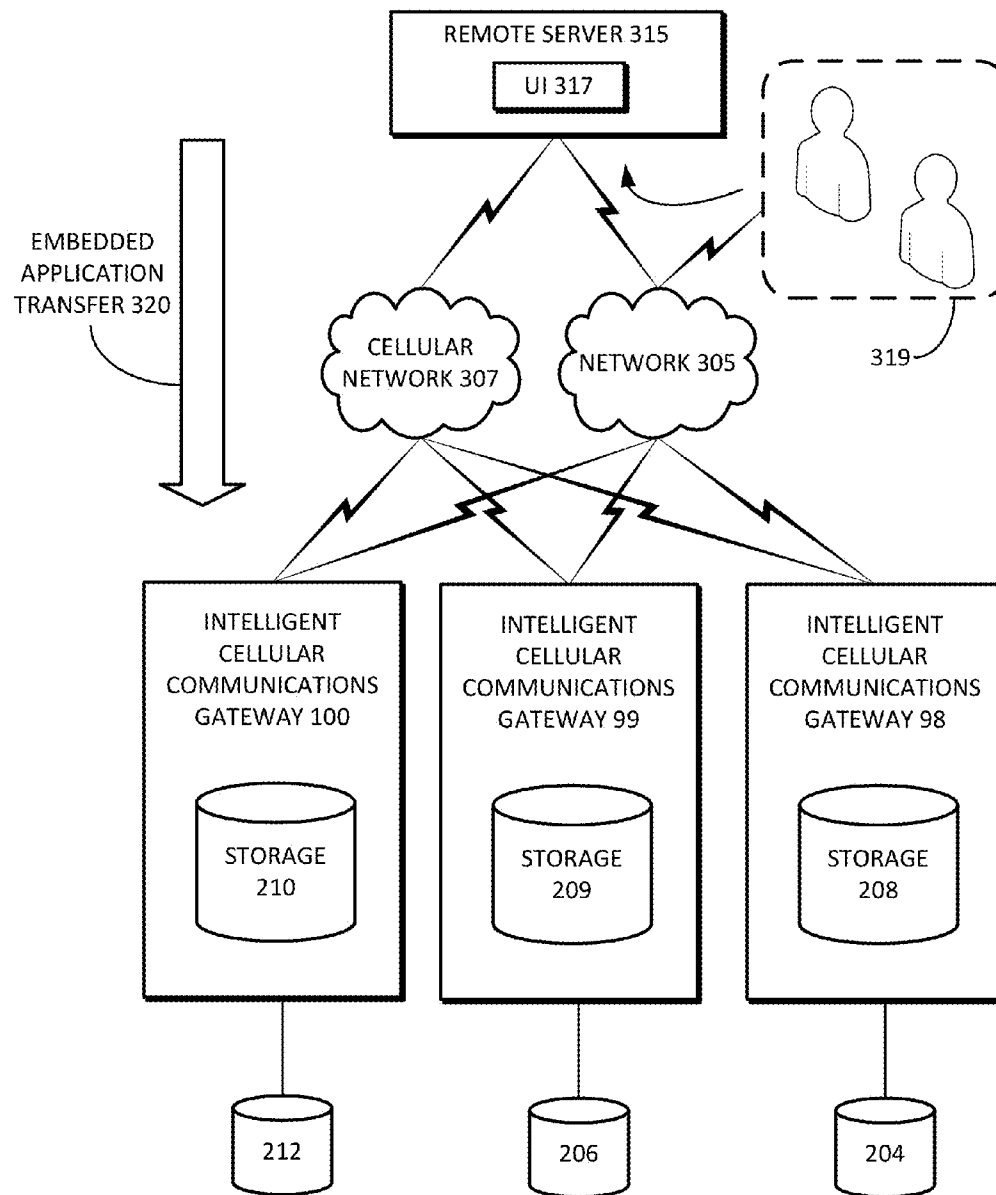 REMOTE SERVER 315
UI 317
EMBEDDED
APPLICATION
TRANSFER 320
CELLULAR
NETWORK 307
NETWORK 305
319
INTELLIGENT
CELLULAR
COMMUNICATIONS
GATEWAY 100
STORAGE
210
INTELLIGENT
CELLULAR
COMMUNICATIONS
GATEWAY 99
STORAGE
209
INTELLIGENT
CELLULAR
COMMUNICATIONS
GATEWAY 98
STORAGE
208
212
206
204